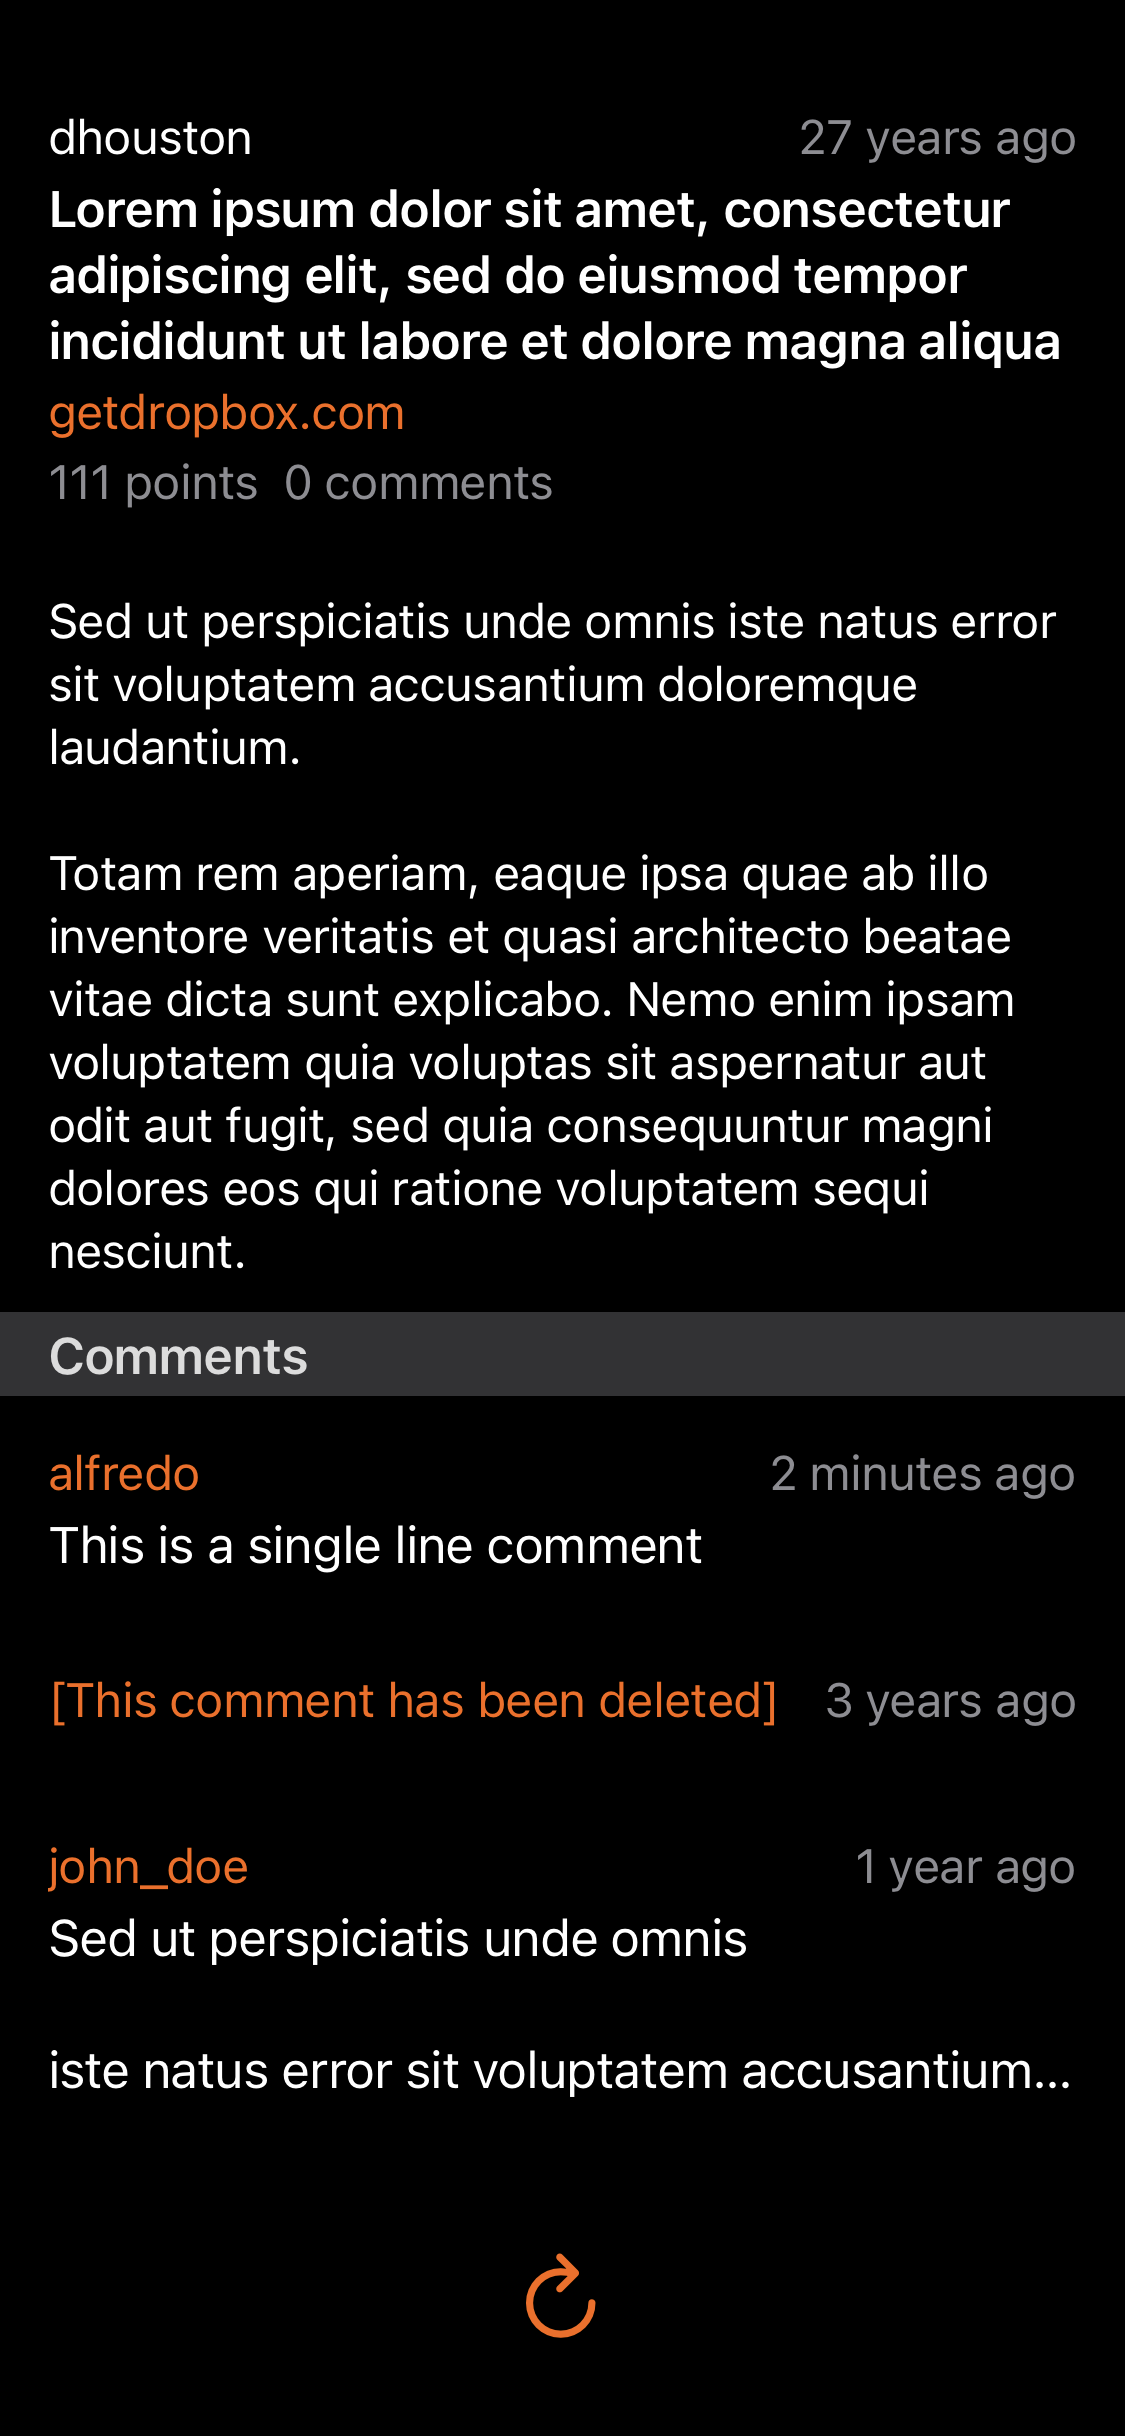 dhouston 27 years ago
Lorem ipsum dolor sit amet, consectetur
adipiscing elit, sed do eiusmod tempor
incididunt ut labore et dolore magna aliqua
getdropbox.com
111 points 0 comments
Sed ut perspiciatis unde omnis iste natus error
sit voluptatem accusantium doloremque
laudantium.
Totam rem aperiam, eaque ipsa quae ab illo
inventore veritatis et quasi architecto beatae
vitae dicta sunt explicabo. Nemo enim ipsam
voluptatem quia voluptas sit aspernatur aut
odit aut fugit, sed quia consequuntur magni
dolores eos qui ratione voluptatem sequi
nesciunt.
Comments
alfredo 2 minutes ago
This is a single line comment
[This comment has been deleted] 3 years ago
john_doe 1 year ago
Sed ut perspiciatis unde omnis
iste natus error sit voluptatem accusantium...